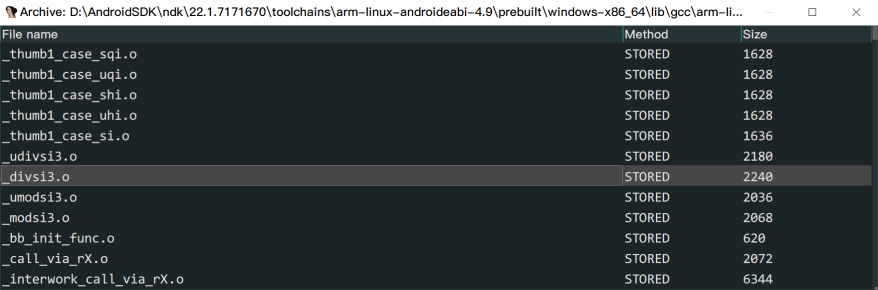 Archive: D:\AndroidSDK\ndk\22.1.7171670\toolchains\arm-linux-androideabi-4.9\prebuilt\windows-x86_64\lib\gcc\arm-li...
File name Method Size
_thumb1_case_sqi.o STORED 1628
_thumb1_case_uqi.o STORED 1628
_thumb1_case_shi.o STORED 1628
_thumb1_case_uhi.o STORED 1628
_thumb1_case_si.o STORED 1636
_udivsi3.o STORED 2180
_divsi3.o STORED 2240
_umodsi3.o STORED 2036
_modsi3.o STORED 2068
_bb_init_func.o STORED 620
_call_via_rX.o STORED 2072
_interwork_call_via_rX.o STORED 6344